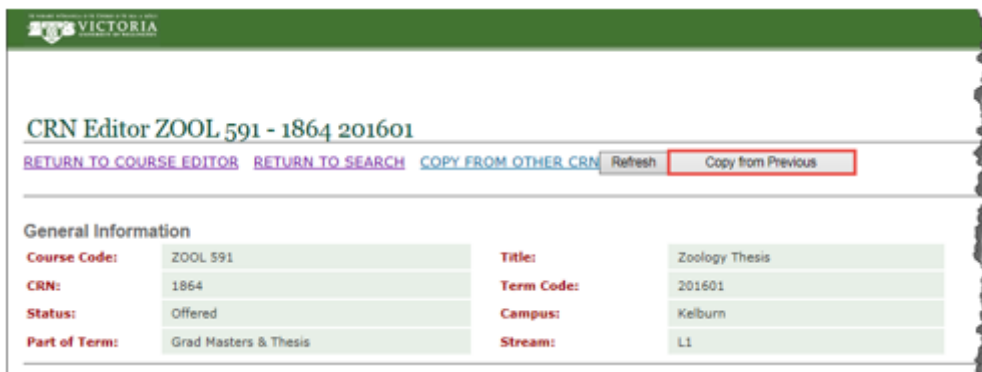 VICTORIA
CRN Editor ZOOL 591 - 1864 201601
RETURN TO COURSE EDITOR RETURN TO SEARCH COPY FROM OTHER CRN Refresh Copy from Previous
General Information
Course Code: ZOOL 591 Title: Zoology Thesis
CRN: 1864 Term Code: 201601
Status: Offered Campus: Kelburn
Part of Term: Grad Masters & Thesis Stream: L1